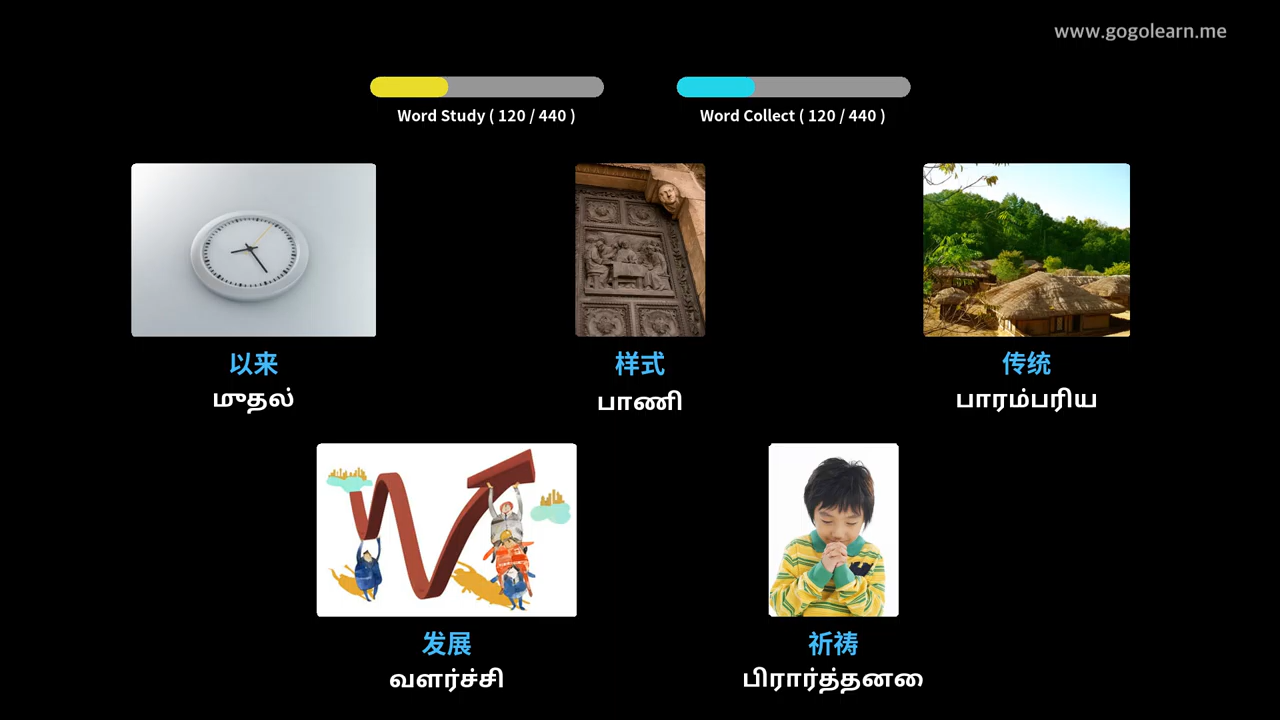 www.gogolearn.me
Word Study ( 120 / 440 )
Word Collect ( 120 / 440 )
以来
முதல்
样式
பாணி
传统
பாரம்பரிய
发展
வளர்ச்சி
祈祷
பிரார்த்தனை